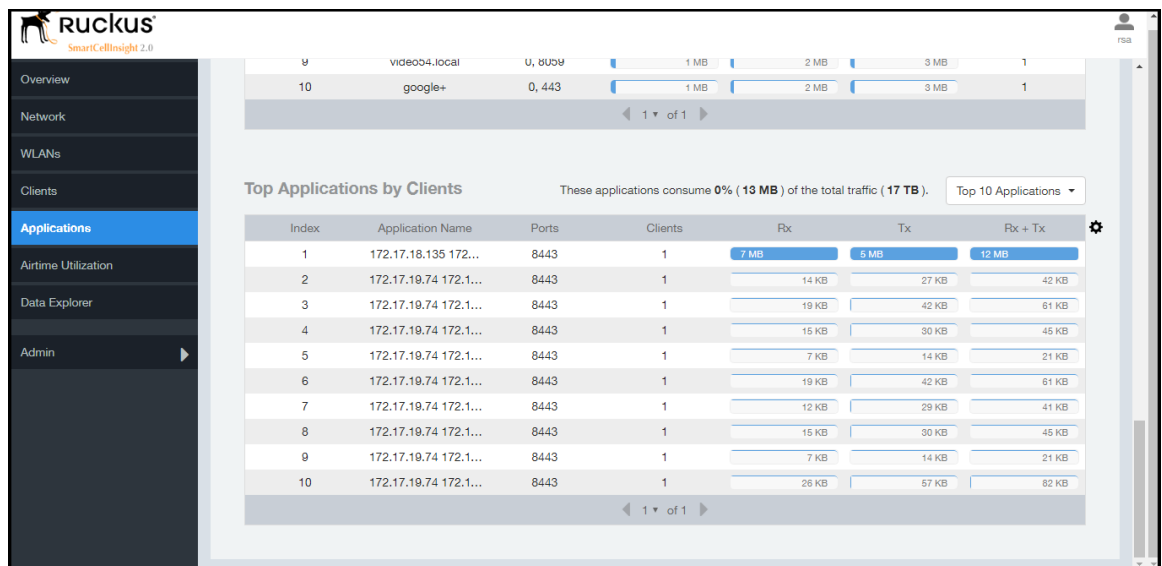 RUCKUS
SmartCellInsight 2.0
rsa
Overview
Network
WLANs
Clients
Applications
Airtime Utilization
Data Explorer
Admin
9 video54.local 0, 8059 1 MB 2 MB 3 MB 1
10 google+ 0, 443 1 MB 2 MB 3 MB 1
1 of 1
Top Applications by Clients These applications consume 0% ( 13 MB ) of the total traffic ( 17 TB ). Top 10 Applications
Index Application Name Ports Clients Rx Tx Rx + Tx
1 172.17.18.135 172... 8443 1 7 MB 5 MB 12 MB
2 172.17.19.74 172.1... 8443 1 14 KB 27 KB 42 KB
3 172.17.19.74 172.1... 8443 1 19 KB 42 KB 61 KB
4 172.17.19.74 172.1... 8443 1 15 KB 30 KB 45 KB
5 172.17.19.74 172.1... 8443 1 7 KB 14 KB 21 KB
6 172.17.19.74 172.1... 8443 1 19 KB 42 KB 61 KB
7 172.17.19.74 172.1... 8443 1 12 KB 29 KB 41 KB
8 172.17.19.74 172.1... 8443 1 15 KB 30 KB 45 KB
9 172.17.19.74 172.1... 8443 1 7 KB 14 KB 21 KB
10 172.17.19.74 172.1... 8443 1 26 KB 57 KB 82 KB
1 of 1